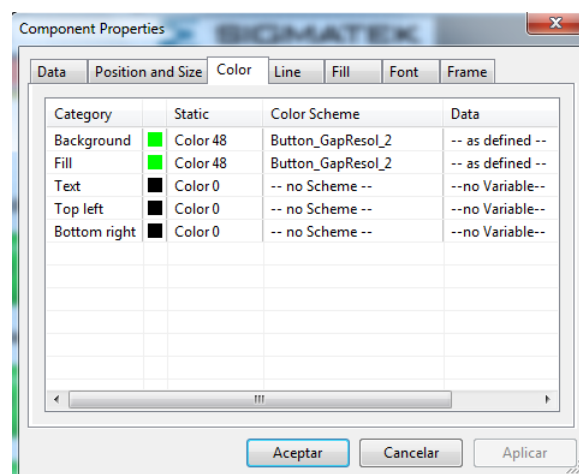 Component Properties
SIGMATEK
Data Position and Size Color Line Fill Font Frame
Category Static Color Scheme Data
Background Color 48 Button_GapResol_2 -- as defined --
Fill Color 48 Button_GapResol_2 -- as defined --
Text Color 0 -- no Scheme -- --no Variable--
Top left Color 0 -- no Scheme -- --no Variable--
Bottom right Color 0 -- no Scheme -- --no Variable--
Aceptar Cancelar Aplicar